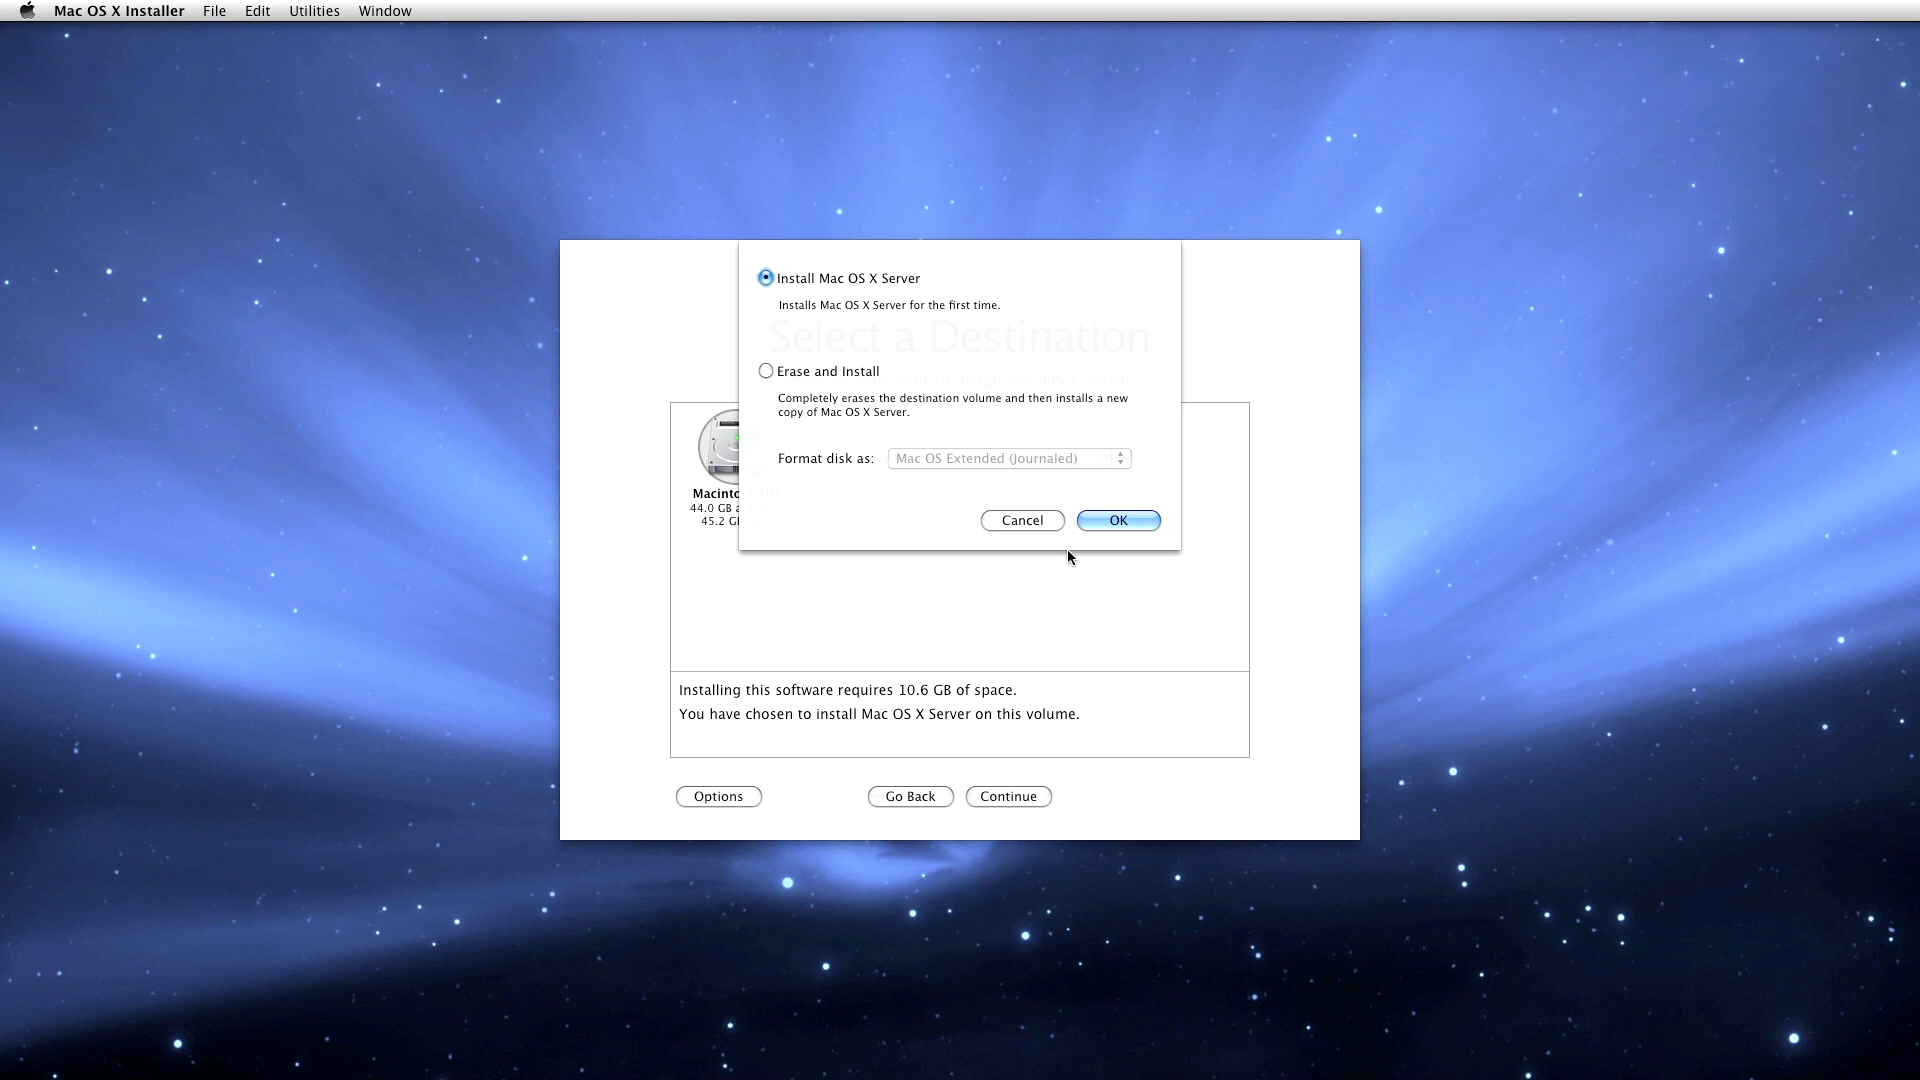 Mac OS X Installer File Edit Utilities Window
Install Mac OS X Server
Installs Mac OS X Server for the first time.
Select a Destination
Erase and Install
Completely erases the destination volume and then installs a new
copy of Mac OS X Server.
Format disk as: Mac OS Extended (Journaled)
Cancel OK
44.0 GB
45.2
Installing this software requires 10.6 GB of space.
You have chosen to install Mac OS X Server on this volume.
Options Go Back Continue